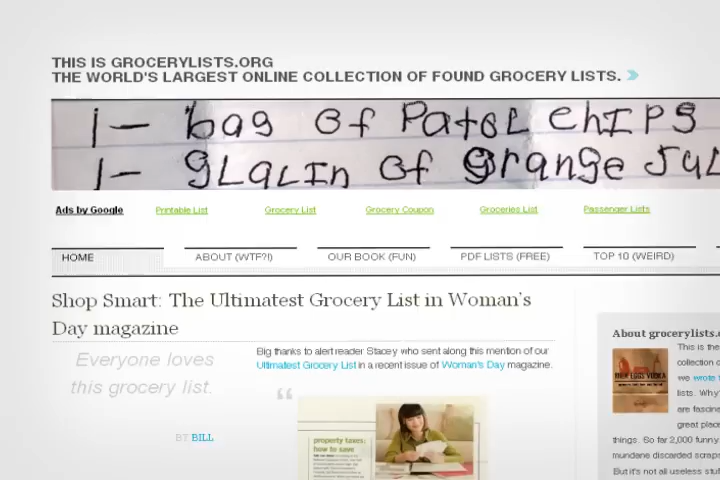 THIS IS GROCERYLISTS.ORG
THE WORLD'S LARGEST ONLINE COLLECTION OF FOUND GROCERY LISTS.
1- bag of PatoL ChIPS
1- gLaLIn of Orange
Ads by Google Printable List Grocery List Grocery Coupon Groceries List Passenger Lists
HOME ABOUT (WTF?!) OUR BOOK (FUN) PDF LISTS (FREE) TOP 10 (WEIRD)
Shop Smart: The Ultimatest Grocery List in Woman's
Day magazine
Everyone loves
this grocery list.
BY BILL
Big thanks to alert reader Stacey who sent along this mention of our
Ultimatest Grocery List in a recent issue of Woman's Day magazine.
property taxes:
how to save
About grocerylists.o
This is the
collection o
we wrote
lists. Why
are fascin
great plac
things. So far 2,000 funny
mundane discarded scraps
But it's not all useless stuf